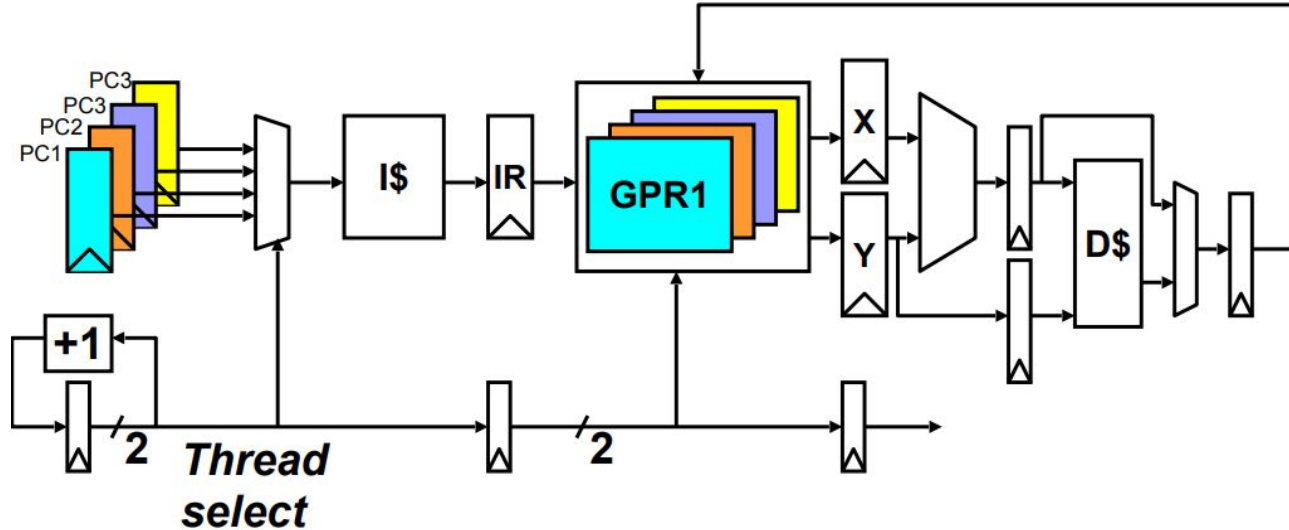 PC3
PC3
PC2
PC1
I$
IR
GPR1
X
Y
D$
+1
2
Thread
select
2